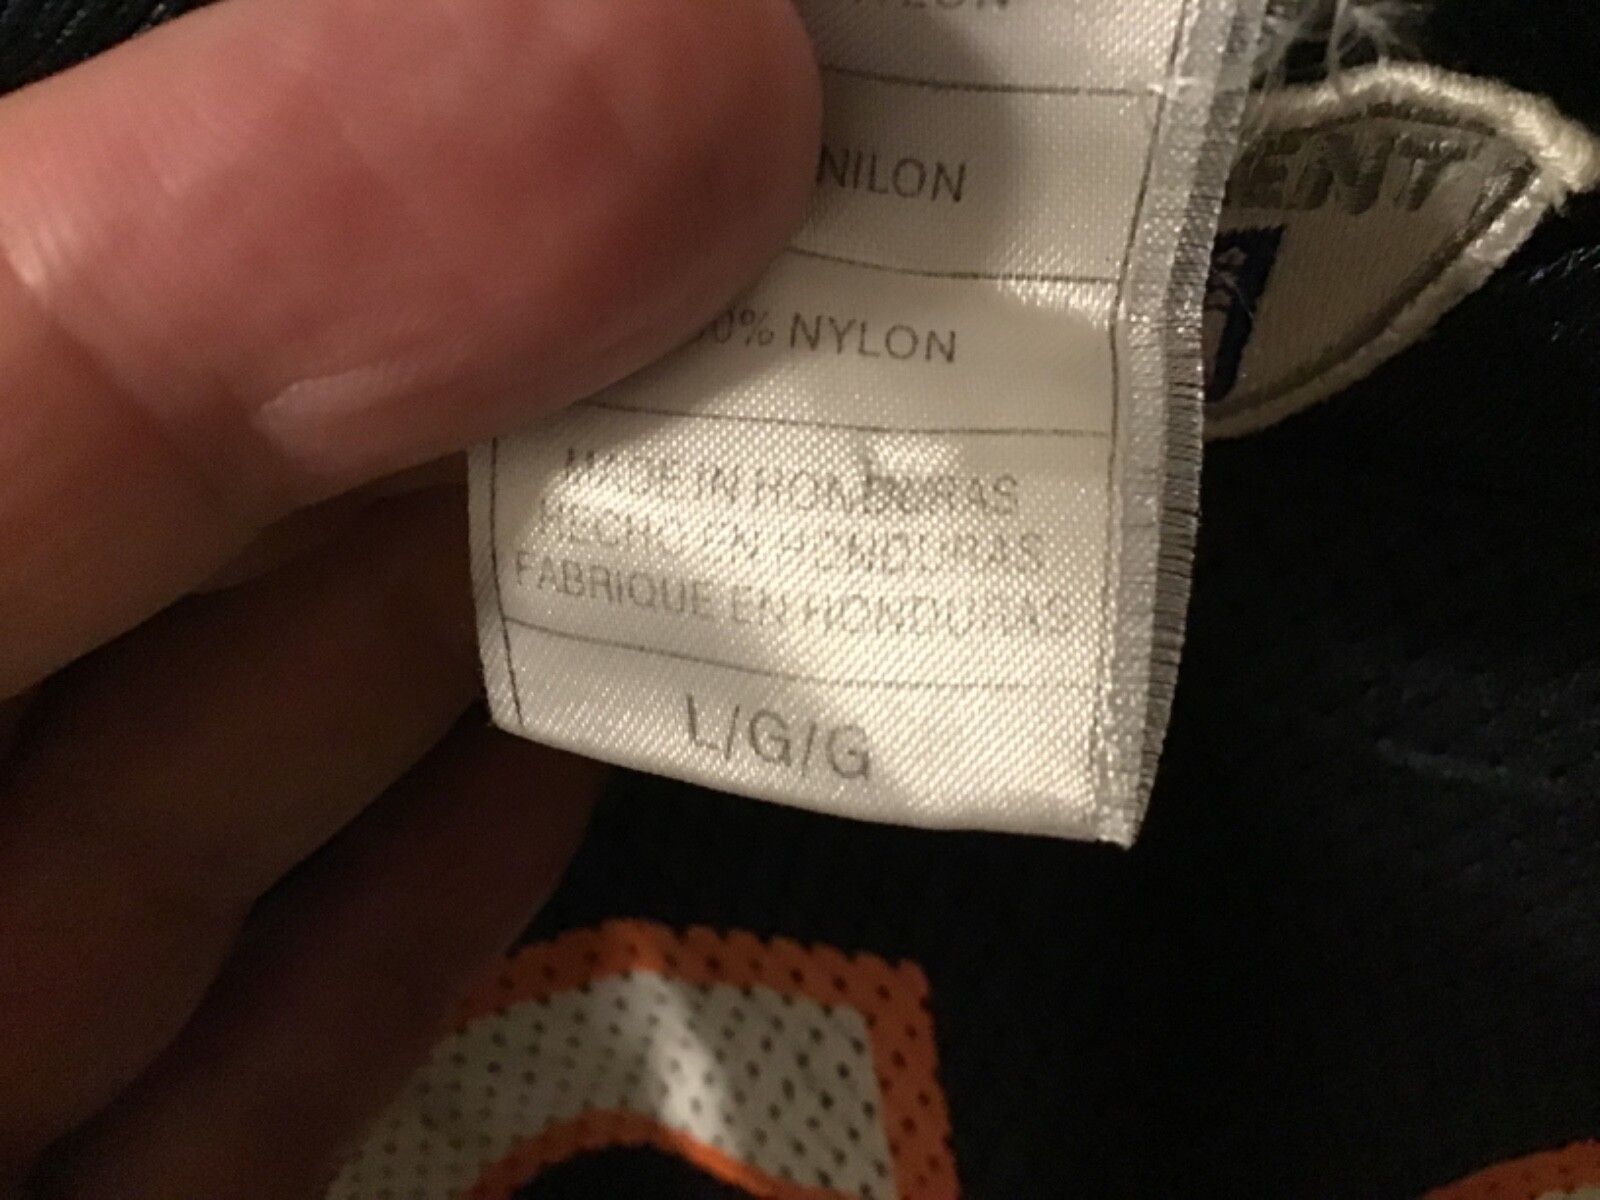 NILON
0% NYLON
MADE IN HONDURAS
HECHO EN HONDURAS
FABRIQUE EN HONDURAS
L/G/G